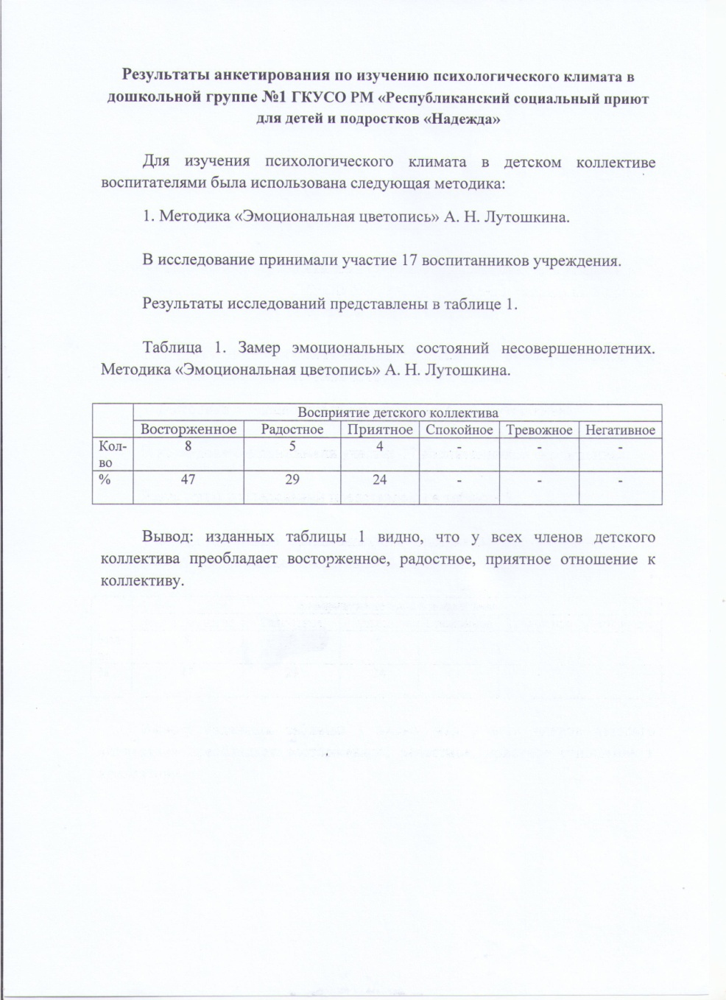 Результаты анкетирования по изучению психологического климата в
дошкольной группе №1 ГКУСО РМ «Республиканский социальный приют
для детей и подростков «Надежда»
Для изучения психологического климата в детском коллективе
воспитателями была использована следующая методика:
1. Методика «Эмоциональная цветопись» А. Н. Лутошкина.
В исследование принимали участие 17 воспитанников учреждения.
Результаты исследований представлены в таблице 1.
Таблица 1. Замер эмоциональных состояний несовершеннолетних.
Методика «Эмоциональная цветопись» А. Н. Лутошкина.
Восприятие детского коллектива
Восторженное Радостное Приятное Спокойное Тревожное Негативное
Кол-во 8 5 4 - - -
% 47 29 24 - - -
Вывод: изданных таблицы 1 видно, что у всех членов детского
коллектива преобладает восторженное, радостное, приятное отношение к
коллективу.